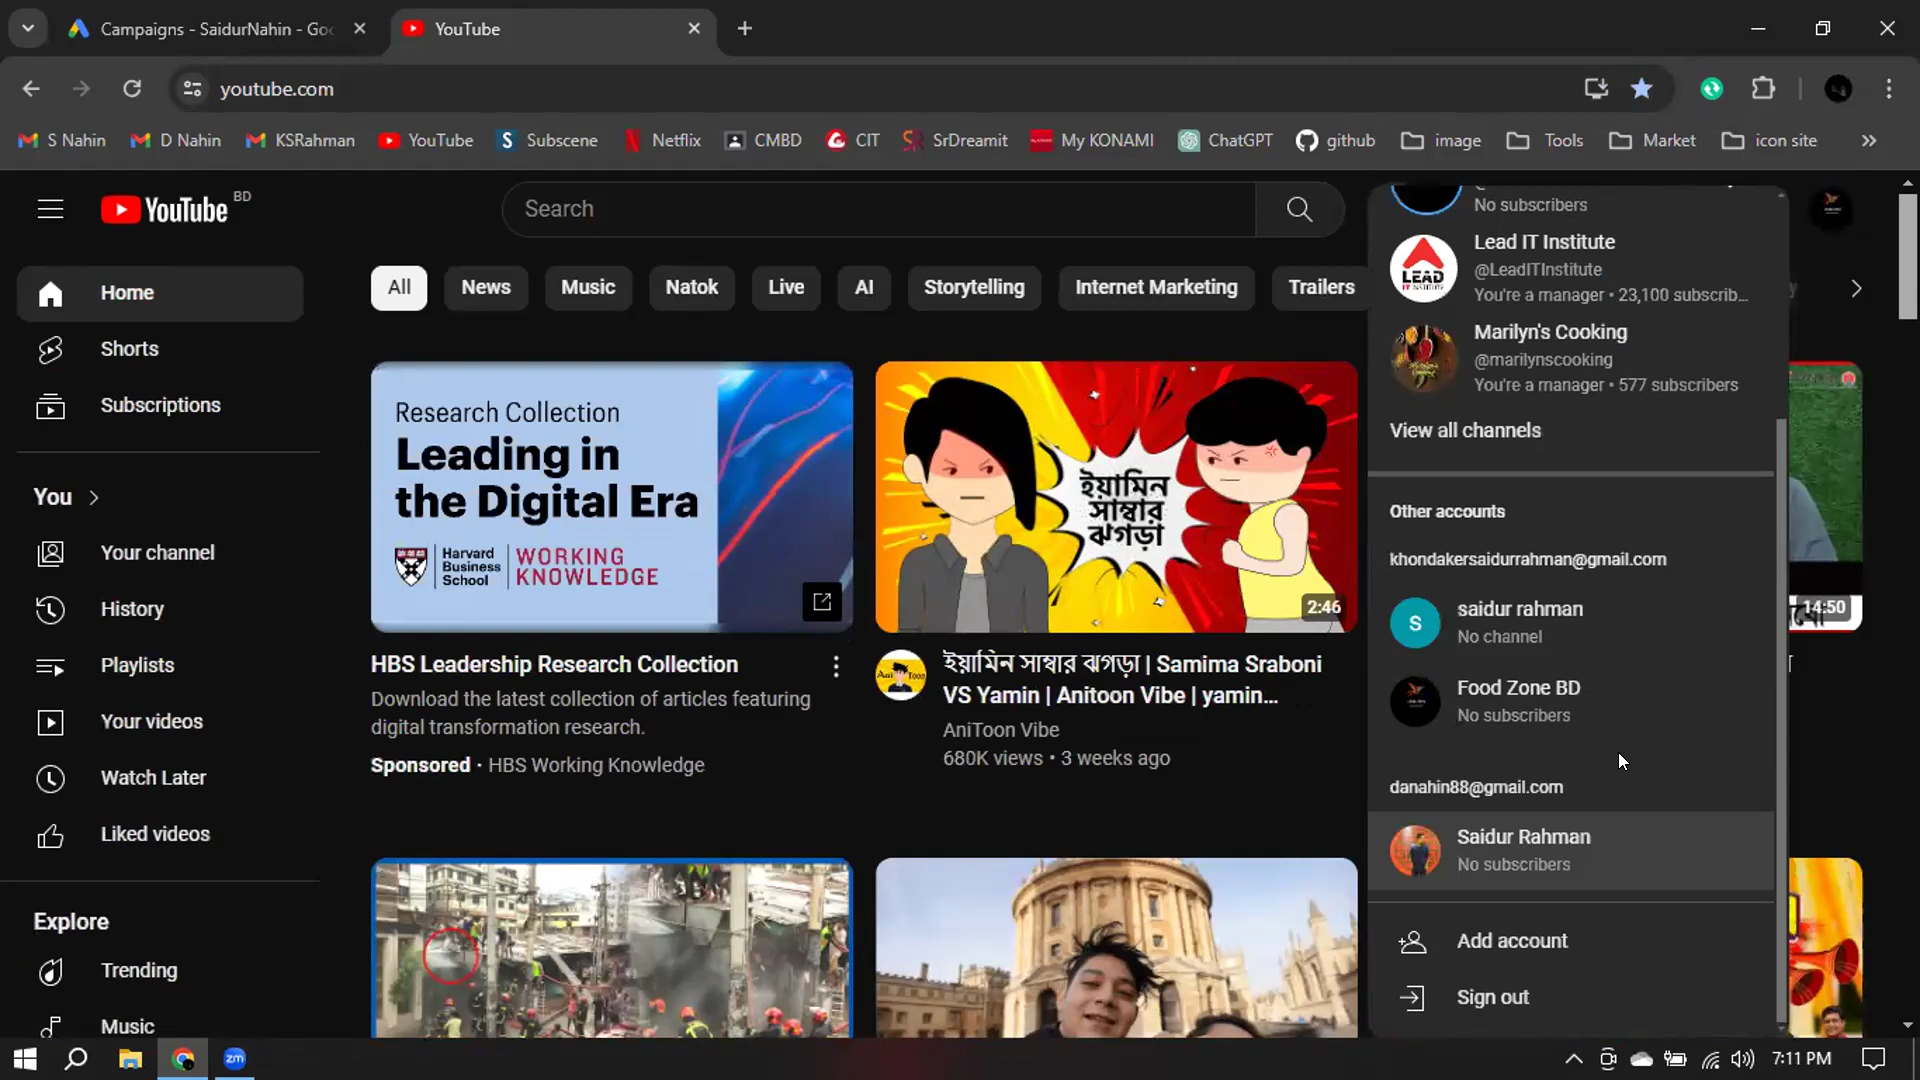 Campaigns - SaidurNahin - Goo
YouTube
youtube.com
S Nahin
D Nahin
KSRahman
YouTube
Subscene
Netflix
CMBD
CIT
SrDreamit
My KONAMI
ChatGPT
github
image
Tools
Market
icon site
YouTube BD
Search
Home
Shorts
Subscriptions
You
Your channel
History
Playlists
Your videos
Watch Later
Liked videos
Explore
Trending
Music
All
News
Music
Natok
Live
AI
Storytelling
Internet Marketing
Trailers
Research Collection
Leading in
the Digital Era
Harvard
Business
School
WORKING
KNOWLEDGE
HBS Leadership Research Collection
Download the latest collection of articles featuring
digital transformation research.
Sponsored · HBS Working Knowledge
ইয়ামিন
সাম্বার
ঝগড়া
2:46
ইয়ামিন সাম্বার ঝগড়া | Samima Sraboni
VS Yamin | Anitoon Vibe | yamin...
AniToon Vibe
680K views • 3 weeks ago
14:50
No subscribers
LEAD
Lead IT Institute
@LeadITInstitute
You're a manager • 23,100 subscrib...
Marilyn's Cooking
@marilynscooking
You're a manager • 577 subscribers
View all channels
Other accounts
khondakersaidurrahman@gmail.com
S
saidur rahman
No channel
Food Zone BD
No subscribers
danahin88@gmail.com
Saidur Rahman
No subscribers
Add account
Sign out
zm
7:11 PM